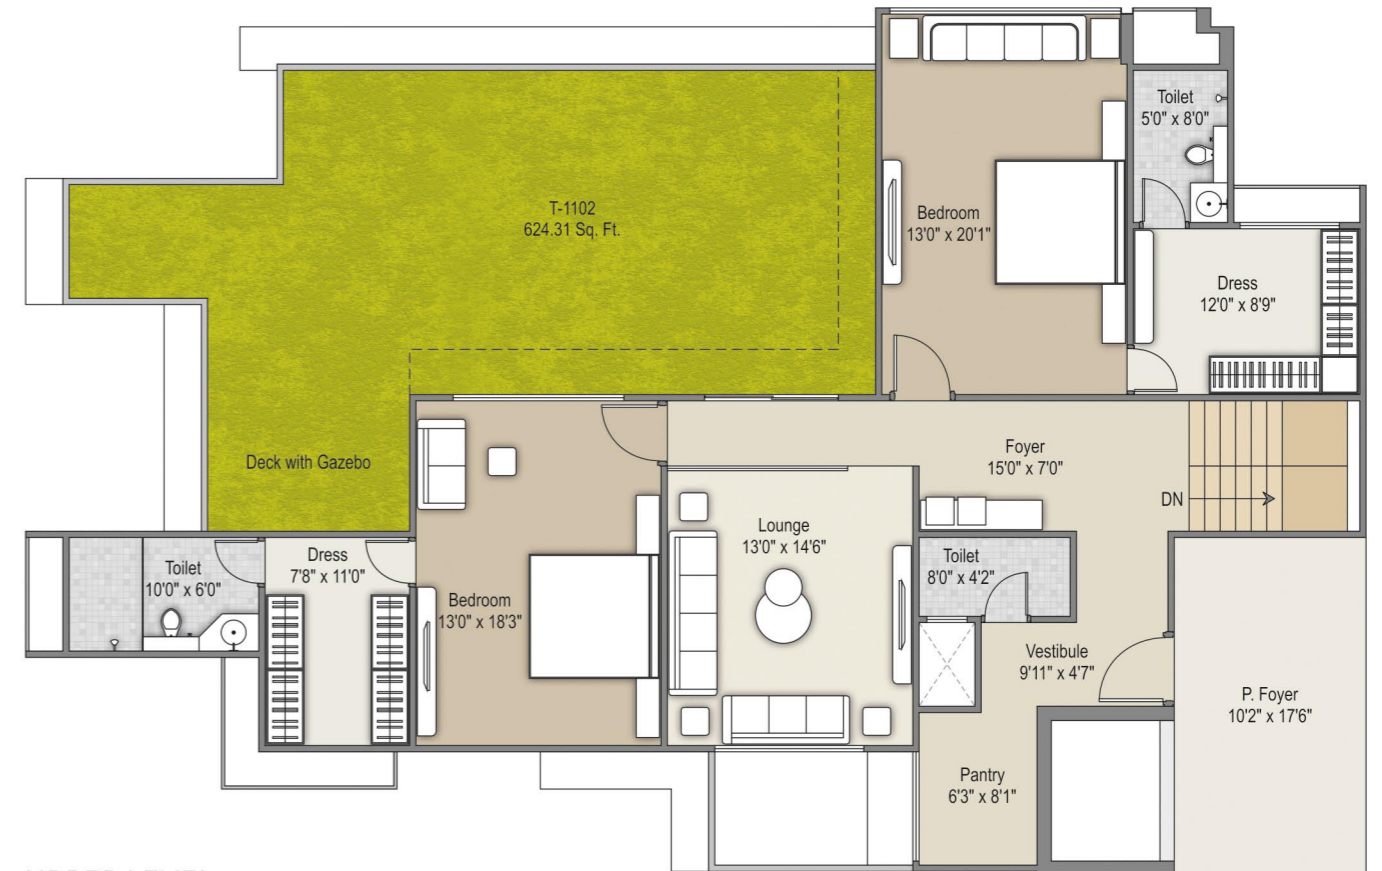 Toilet
5'0" x 8'0"
T-1102
624.31 Sq. Ft.
Bedroom
13'0" x 20'1"
Dress
12'0" x 8'9"
Deck with Gazebo
Foyer
15'0" x 7'0"
DN
Lounge
13'0" x 14'6"
Toilet
10'0" x 6'0"
Dress
7'8" x 11'0"
Bedroom
13'0" x 18'3"
Toilet
8'0" x 4'2"
Vestibule
9'11" x 4'7"
P. Foyer
10'2" x 17'6"
Pantry
6'3" x 8'1"